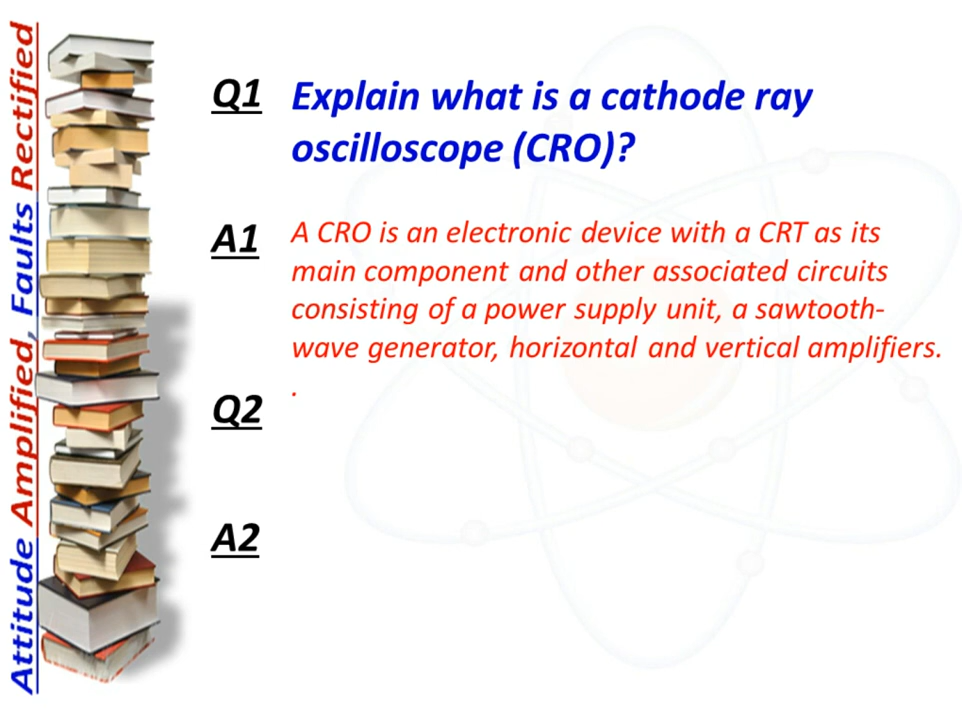 Attitude Amplified, Faults Rectified
Q1 Explain what is a cathode ray
oscilloscope (CRO)?
A1 A CRO is an electronic device with a CRT as its
main component and other associated circuits
consisting of a power supply unit, a sawtooth-
wave generator, horizontal and vertical amplifiers.
.
Q2
A2